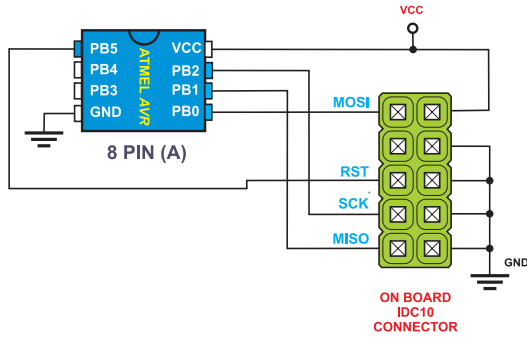 VCC
PB5 VCC
PB4 PB2
PB3 PB1
GND PB0
ATMEL AVR
8 PIN (A)
MOSI
RST
SCK
MISO
GND
ON BOARD
IDC10
CONNECTOR